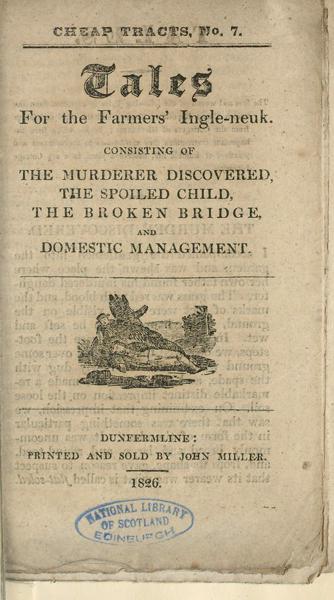 CHEAP TRACTS, No. 7.
Tales
For the Farmers' Ingle-neuk.
CONSISTING OF
THE MURDERER DISCOVERED,
THE SPOILED CHILD,
THE BROKEN BRIDGE,
AND
DOMESTIC MANAGEMENT.
DUNFERMLINE:
PRINTED AND SOLD BY JOHN MILLER.
1826.
NATIONAL LIBRARY
OF SCOTLAND
EDINBURGH